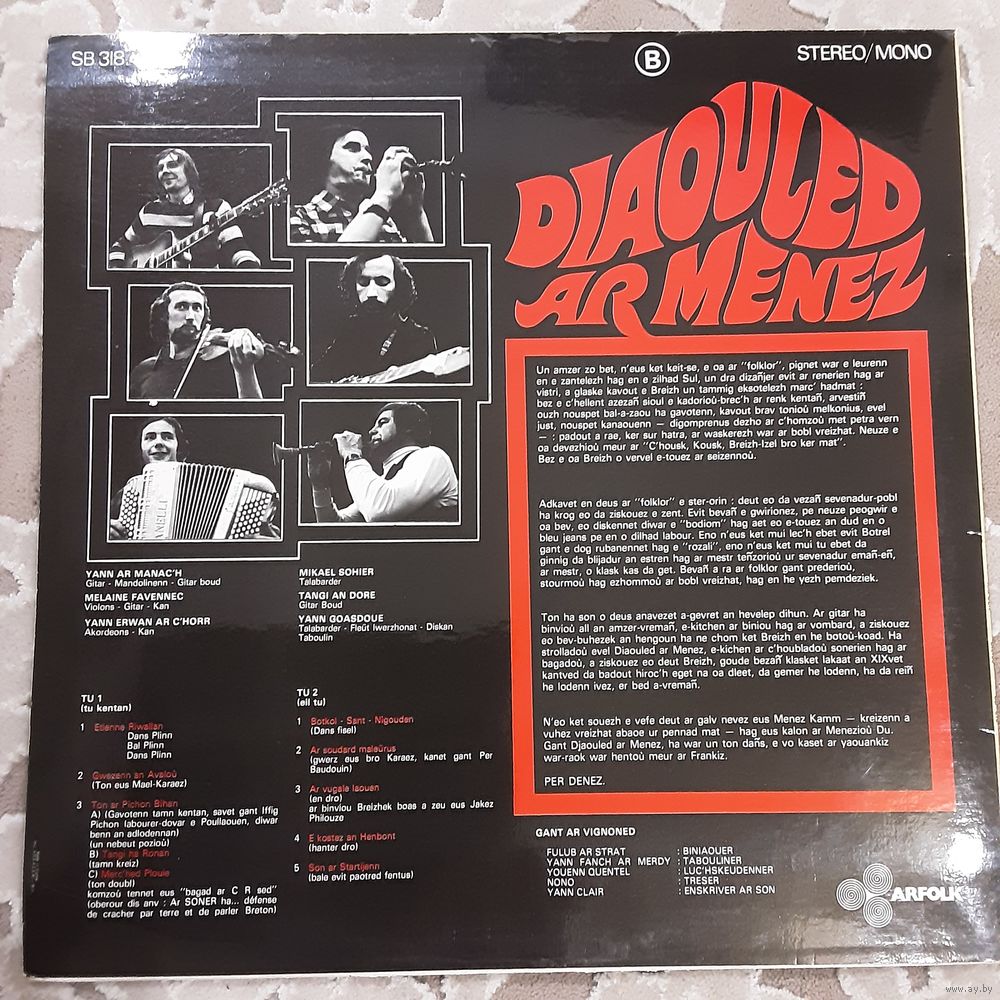 SB 318
B
STEREO/MONO
DIAOULED
AR MENEZ
Un amzer zo bet, n'eus ket keit-se, e oa ar "folklor", pignet war e leurenn
en e zantelezh hag en e zilhad Sul, un dra dizañjer evit ar renerien hag ar
vistri, a glaske kavout e Breizh un tammig eksotelezh marc' hadmat :
bez e c'hellent azezañ sioul e kadorioù-brec'h ar renk kentañ, arvestiñ
ouzh nouspet bal-a-zaou ha gavotenn, kavout brav tonioù melkonius, evel
just, nouspet kanaouenn — digomprenus dezho ar c'homzoù met petra vern
— : padout a rae, ker sur hatra, ar waskerezh war ar bobl vreizhat. Neuze e
oa devezhioù meur ar "C'housk, Kousk, Breizh-Izel bro ker mat".
Bez e oa Breizh o vervel e-touez ar seizennoù.
Adkavet en deus ar "folklor" e ster-orin : deut eo da vezañ sevenadur-pobl
ha krog eo da ziskouez e zent. Evit bevañ e gwirionez, pe neuze peogwir e
oa bev, eo diskennet diwar e "bodiom" hag aet eo e-touez an dud en o
bleu jeans pe en o dilhad labour. Eno n'eus ket mui lec'h ebet evit Botrel
gant e dog rubanennet hag e "rozali", eno n'eus ket mui tu ebet da
ginnig da blijadur an estren hag ar mestr teñzorioù ur sevenadur emañ-eñ,
ar mestr, o klask kas da get. Bevañ a ra ar folklor gant prederioù,
stourmoù hag ezhommoù ar bobl vreizhat, hag en he yezh pemdeziek.
Ton ha son o deus anavezet a-gevret an hevelep dihun. Ar gitar ha
binvioù all an amzer-vremañ, e-kichen ar biniou hag ar vombard, a ziskouez
eo bev-buhezek an hengoun ha ne chom ket Breizh en he botoù-koad. Ha
strolladoù evel Diaouled ar Menez, e-kichen ar c'houbladoù sonerien hag ar
bagadoù, a ziskouez eo deut Breizh, goude bezañ klasket lakaat an XIXvet
kantved da badout hiroc'h eget na oa dleet, da gemer he lodenn, ha da reiñ
he lodenn ivez, er bed a-vremañ.
N'eo ket souezh e vefe deut ar galv nevez eus Menez Kamm — kreizenn a
vuhez vreizhat abaoe ur pennad mat — hag eus kalon ar Menezioù Du.
Gant Djaouled ar Menez, ha war un ton dañs, e vo kaset ar yaouankiz
war-raok war hentoù meur ar Frankiz.
PER DENEZ.
YANN AR MANAC'H
Gitar - Mandolinenn - Gitar boud
MELAINE FAVENNEC
Violons - Gitar - Kan
YANN ERWAN AR C'HORR
Akordeons - Kan
MIKAEL SOHIER
Talabarder
TANGI AN DORE
Gitar Boud
YANN GOASDOUE
Talabarder - Fleüt Iwerzhonat - Diskan
Taboulin
TU 1
(tu kentan)
1 Etienne Riwallan
Dans Plinn
Bal Plinn
Dans Plinn
2 Gwezenn an Avaloù
(Ton eus Mael-Karaez)
3 Ton ar Pichon Bihan
A) (Gavotenn tamn kentan, savet gant Iffig
Pichon labourer-dovar e Poullaouen, diwar
benn an adlodennan)
(un nebeut pozioù)
B) Tangi ha Ronan
(tamn kreiz)
C) Merc'hed Plouie
(ton doubl)
komzoù tennet eus "bagad ar C R sed"
(oberour dis anv : Ar SONER ha... défense
de cracher par terre et de parler Breton)
TU 2
(eil tu)
1 Botkol - Sant - Nigouden
(Dans fisel)
2 Ar soudard maleürus
(gwerz eus bro Karaez, kanet gant Per
Baudouin)
3 Ar vugale laouen
(en dro)
ar binviou Breizhek boas a zeu eus Jakez
Philouze
4 E kostez an Henbont
(hanter dro)
5 Son ar Startijenn
(bale evit paotred fentus)
GANT AR VIGNONED
FULUB AR STRAT : BINIAOUER
YANN FANCH AR MERDY : TABOULINER
YOUENN QUENTEL : LUC'HSKEUDENNER
NONO : TRESER
YANN CLAIR : ENSKRIVER AR SON
ARFOLK
www.ay.by